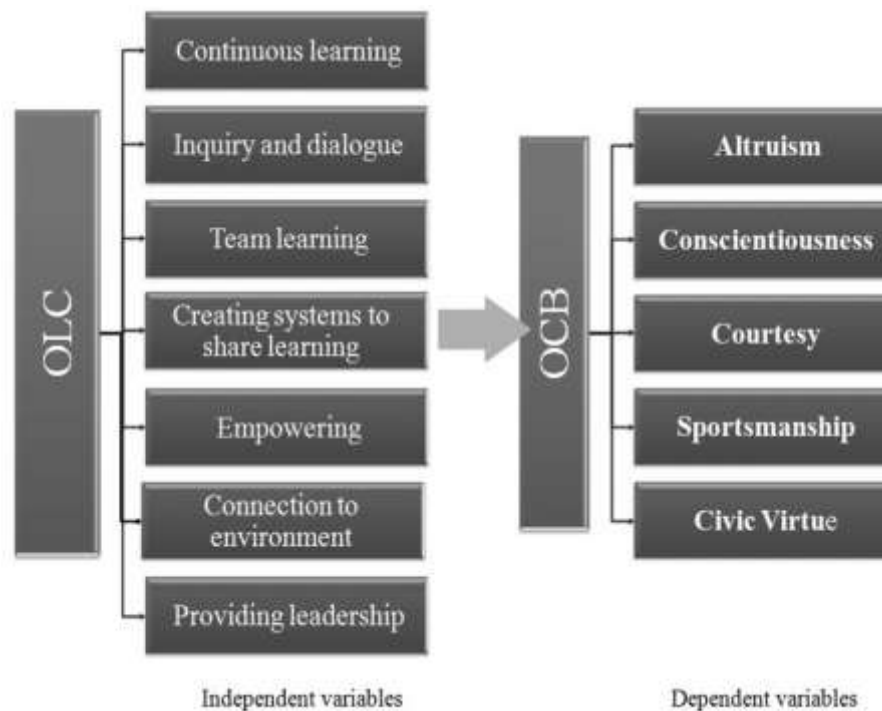 OLC
Continuous learning
Inquiry and dialogue
Team learning
Creating systems to
share learning
Empowering
Connection to
environment
Providing leadership
Independent variables
OCB
Altruism
Conscientiousness
Courtesy
Sportsmanship
Civic Virtue
Dependent variables